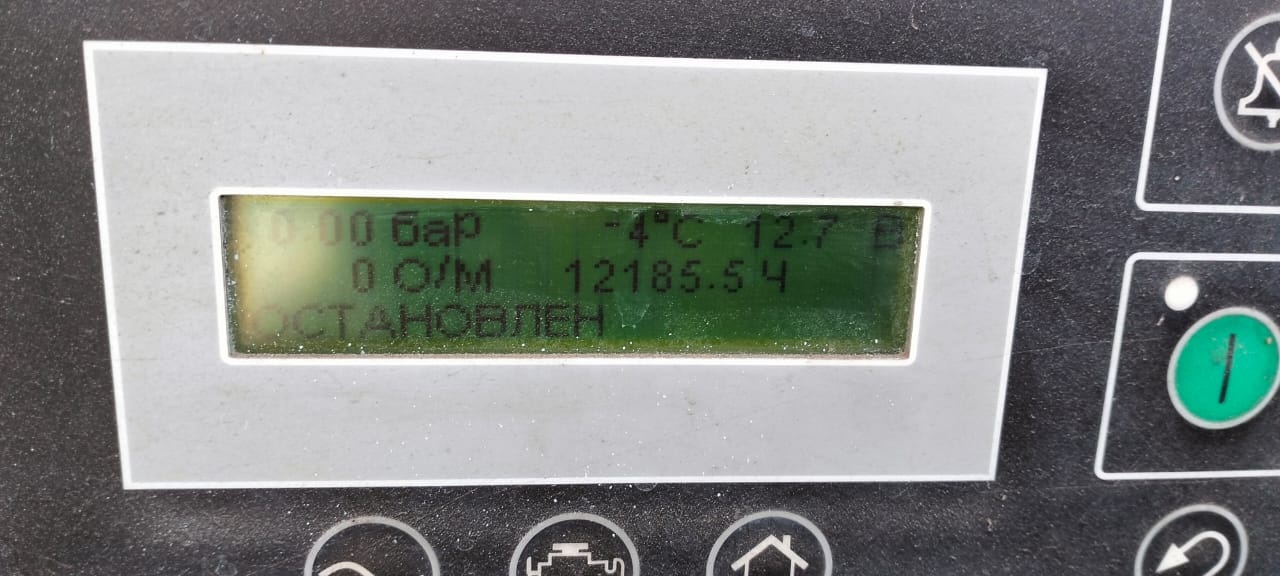 0.00 бар -4°C 12.7 В
0 О/М 12185.5 Ч
ОСТАНОВЛЕН